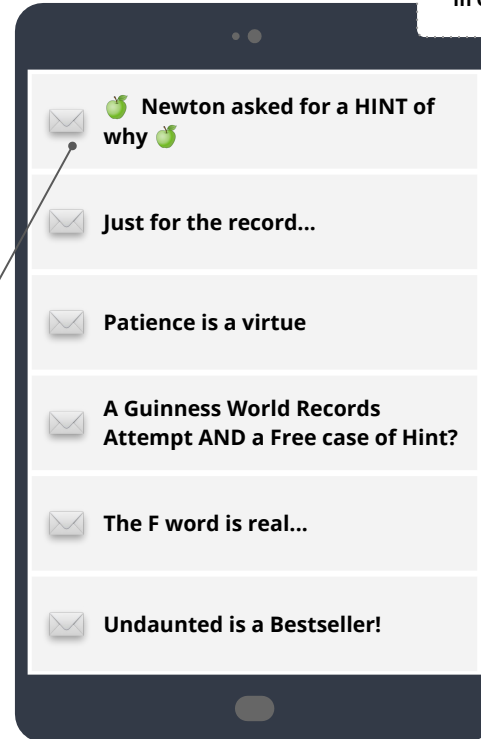 🍏 Newton asked for a HINT of
why 🍏
Just for the record...
Patience is a virtue
A Guinness World Records
Attempt AND a Free case of Hint?
The F word is real...
Undaunted is a Bestseller!